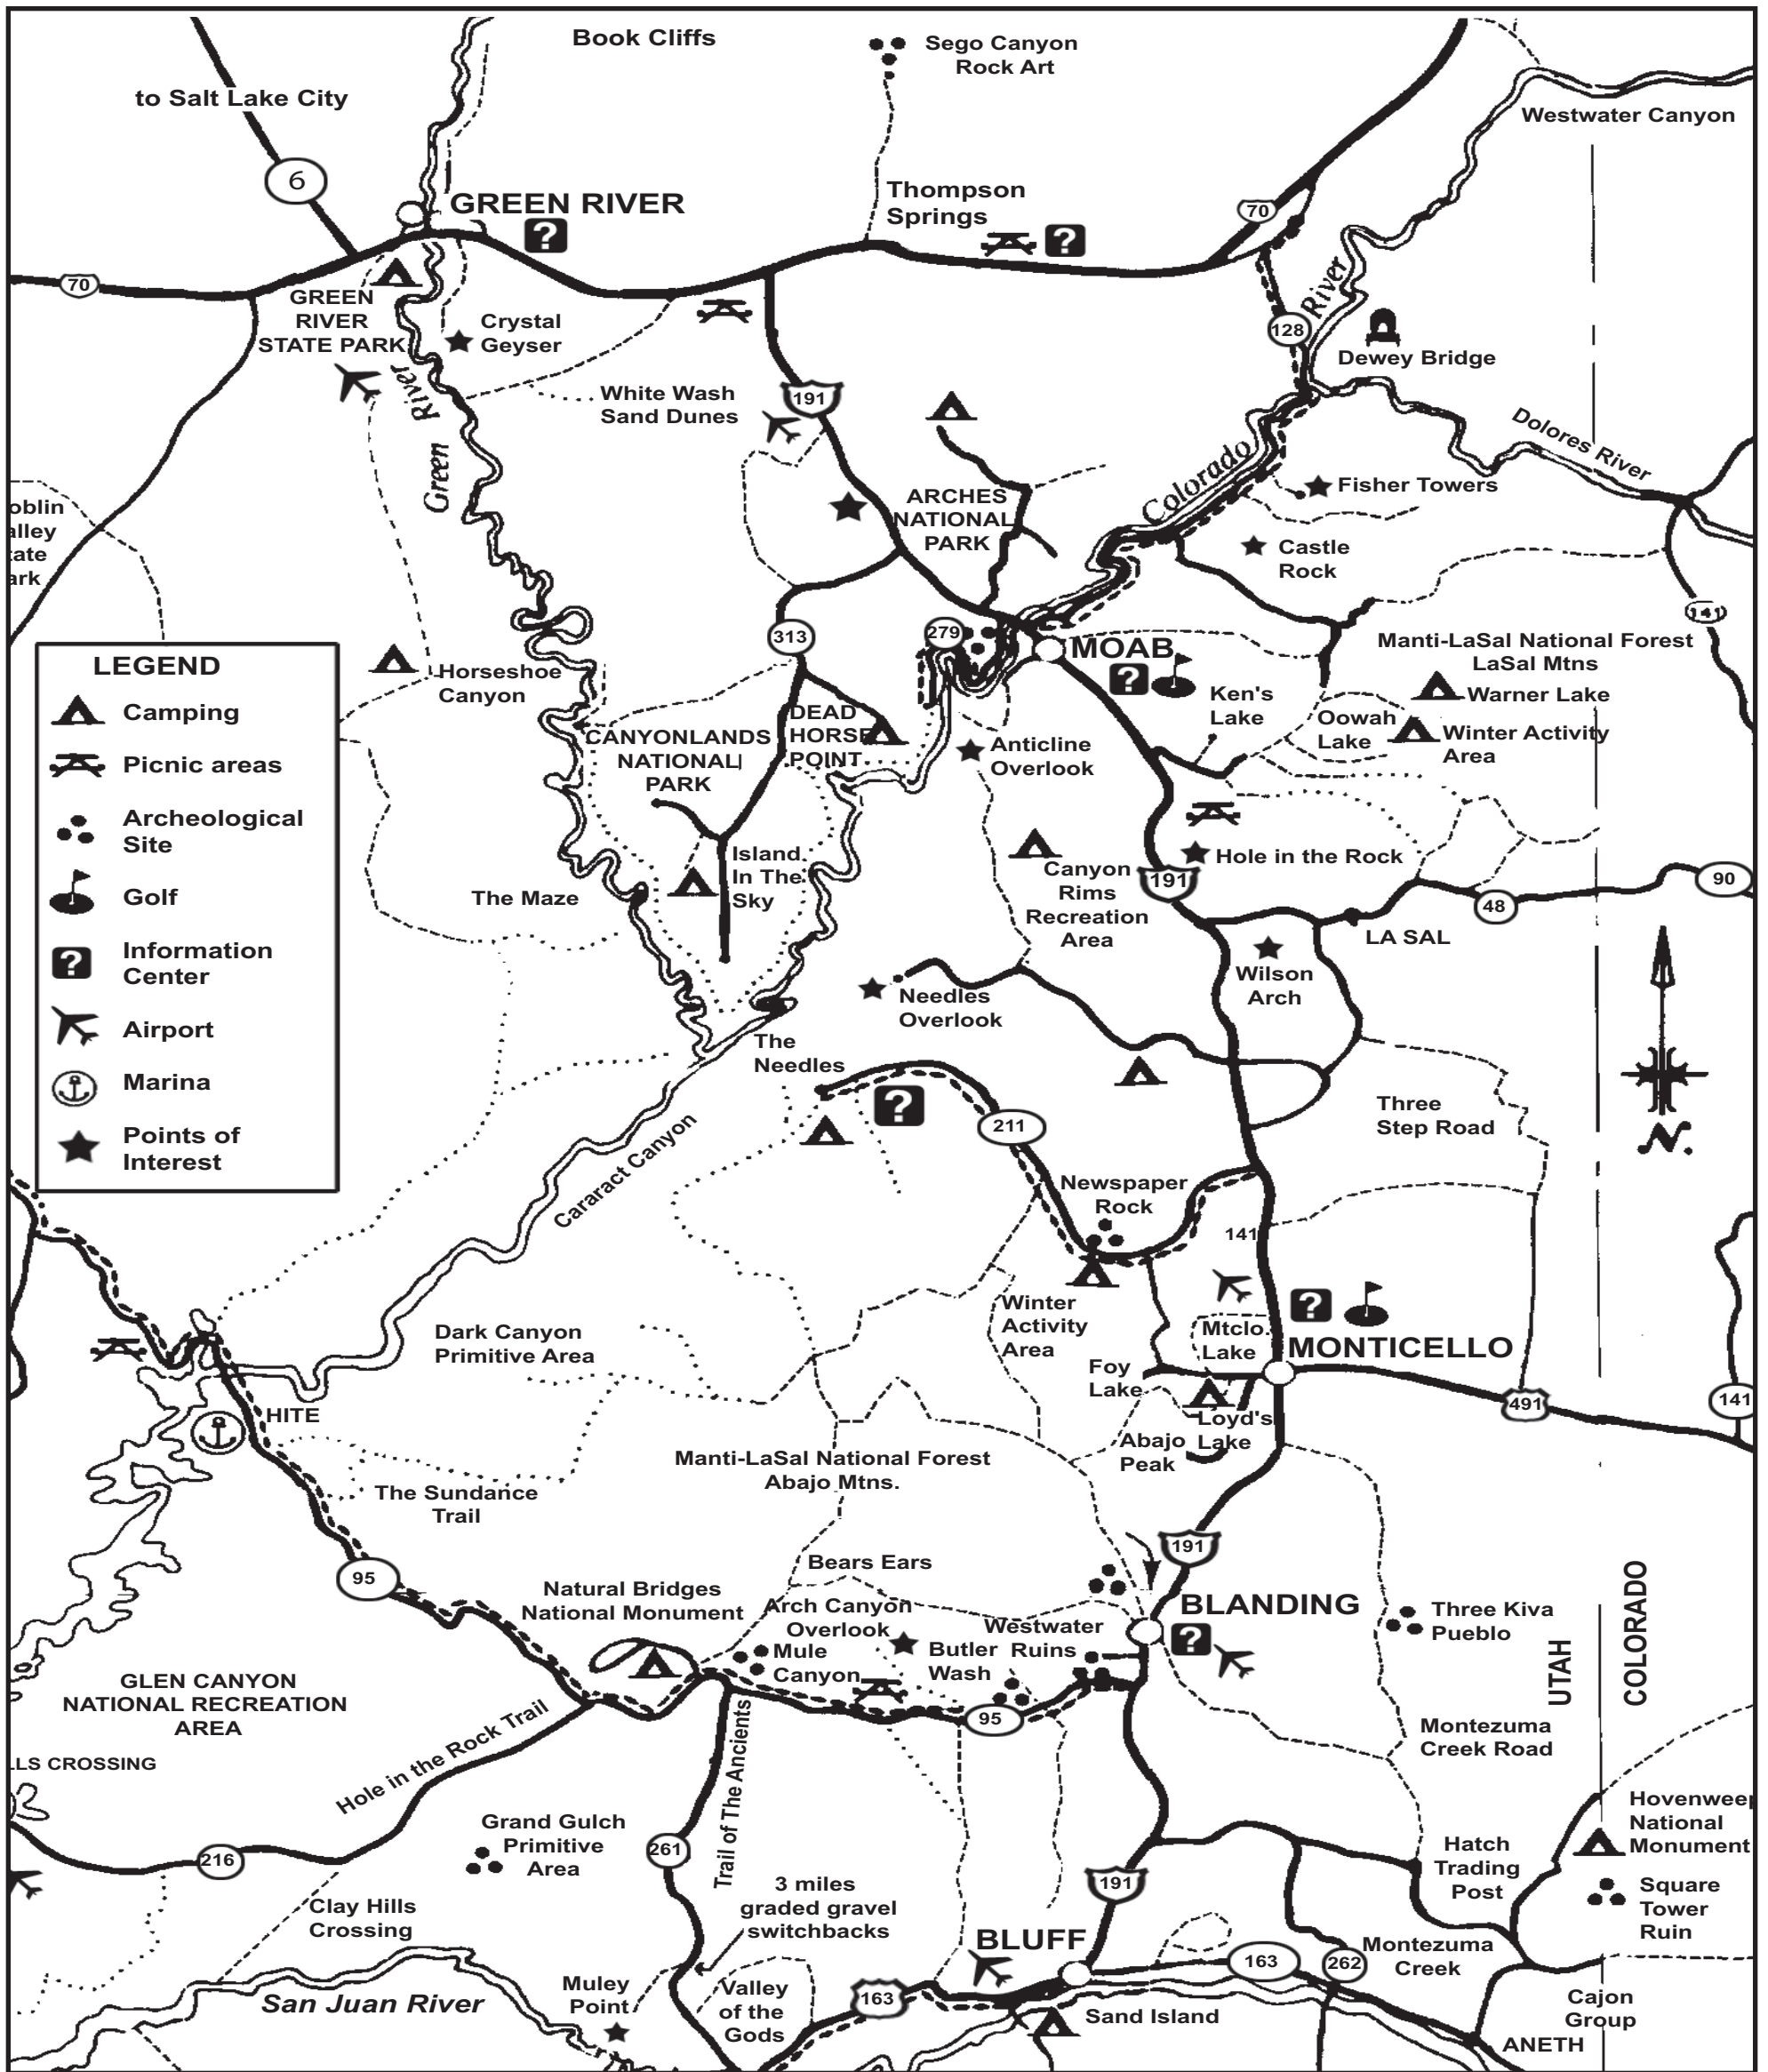 Book Cliffs
Sego Canyon
Rock Art
to Salt Lake City
Westwater Canyon
6
GREEN RIVER
?
Thompson
Springs
?
70
70
GREEN
RIVER
STATE PARK
Crystal
Geyser
River
128
Dewey Bridge
Green River
White Wash
Sand Dunes
191
Dolores River
Colorado
Fisher Towers
ARCHES
NATIONAL
PARK
oblin
alley
tate
ark
Castle
Rock
141
313
279
MOAB
?
Manti-LaSal National Forest
LaSal Mtns
Warner Lake
Horseshoe
Canyon
Ken's
Lake
Oowah
Lake
Winter Activity
Area
CANYONLANDS
NATIONAL
PARK
DEAD
HORSE
POINT
Anticline
Overlook
LEGEND
Camping
Picnic areas
Archeological
Site
Golf
?
Information
Center
Airport
Marina
Points of
Interest
Island
In The
Sky
The Maze
Canyon
Rims
Recreation
Area
Hole in the Rock
191
48
90
LA SAL
Wilson
Arch
Needles
Overlook
The
Needles
?
211
Three
Step Road
N.
Cararact Canyon
Newspaper
Rock
141
Winter
Activity
Area
Mtclo.
Lake
?
MONTICELLO
Foy
Lake
Loyd's
Lake
Abajo
Peak
491
141
Dark Canyon
Primitive Area
HITE
Manti-LaSal National Forest
Abajo Mtns.
The Sundance
Trail
95
191
Bears Ears
Natural Bridges
National Monument
Arch Canyon
Overlook
Mule
Canyon
Butler
Wash
Westwater
Ruins
BLANDING
?
Three Kiva
Pueblo
UTAH
COLORADO
95
GLEN CANYON
NATIONAL RECREATION
AREA
LLS CROSSING
Hole in the Rock Trail
Trail of The Ancients
Montezuma
Creek Road
Hovenweep
National
Monument
216
Grand Gulch
Primitive
Area
261
Hatch
Trading
Post
Square
Tower
Ruin
3 miles
graded gravel
switchbacks
191
Clay Hills
Crossing
BLUFF
163
262
Montezuma
Creek
San Juan River
Muley
Point
Valley
of the
Gods
163
Sand Island
Cajon
Group
ANETH